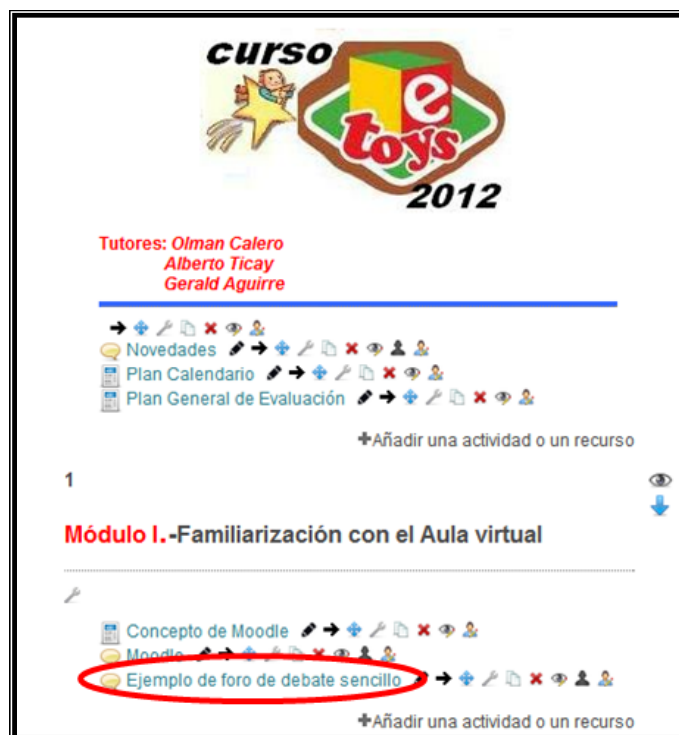 curso
e
toys
2012
Tutores: Olman Calero
Alberto Ticay
Gerald Aguirre
Novedades
Plan Calendario
Plan General de Evaluación
+Añadir una actividad o un recurso
1
Módulo I.-Familiarización con el Aula virtual
Concepto de Moodle
Moodle
Ejemplo de foro de debate sencillo
+Añadir una actividad o un recurso